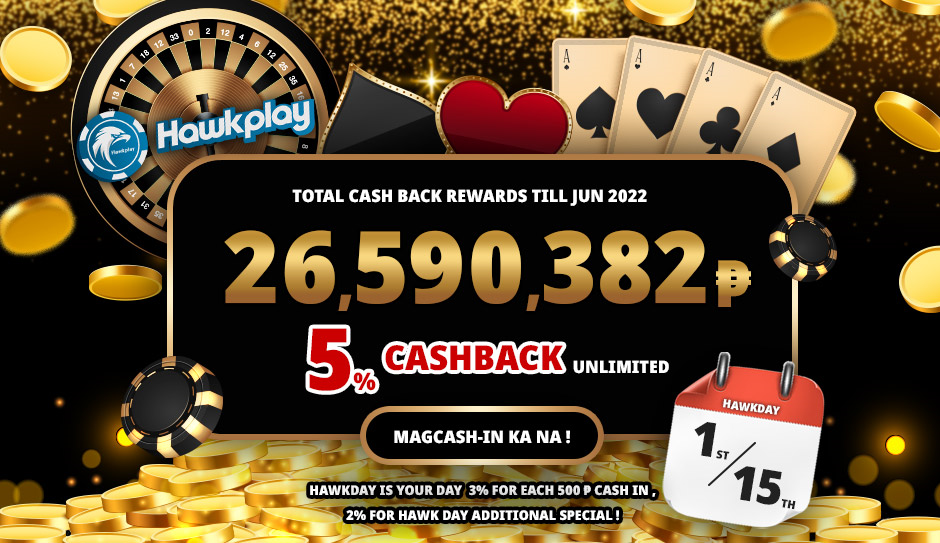 Hawkplay
Hawkplay
TOTAL CASH BACK REWARDS TILL JUN 2022
26,590,382₱
5% CASHBACK UNLIMITED
MAGCASH-IN KA NA !
HAWKDAY
1ST/15TH
HAWKDAY IS YOUR DAY 3% FOR EACH 500 ₱ CASH IN ,
2% FOR HAWK DAY ADDITIONAL SPECIAL !
A
A
A
A